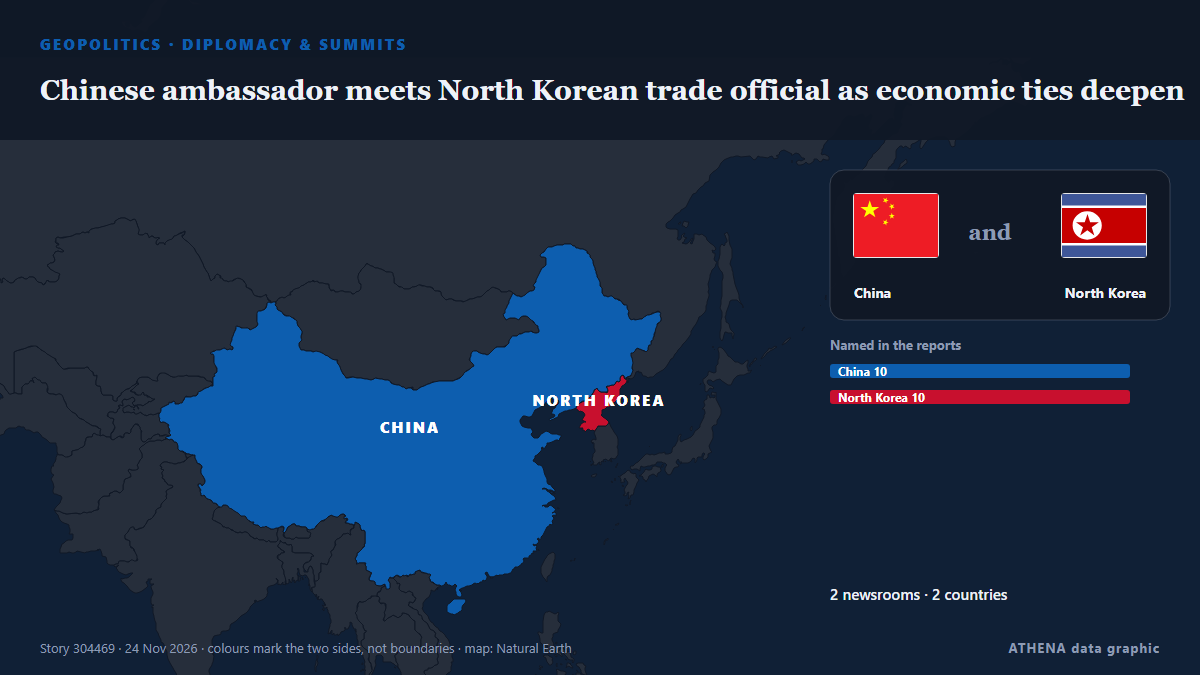 GEOPOLITICS · DIPLOMACY & SUMMITS
Chinese ambassador meets North Korean trade official as economic ties deepen
and
China
North Korea
Named in the reports
China 10
North Korea 10
NORTH KOREA
CHINA
2 newsrooms · 2 countries
Story 304469 · 24 Nov 2026 · colours mark the two sides, not boundaries · map: Natural Earth
ATHENA data graphic